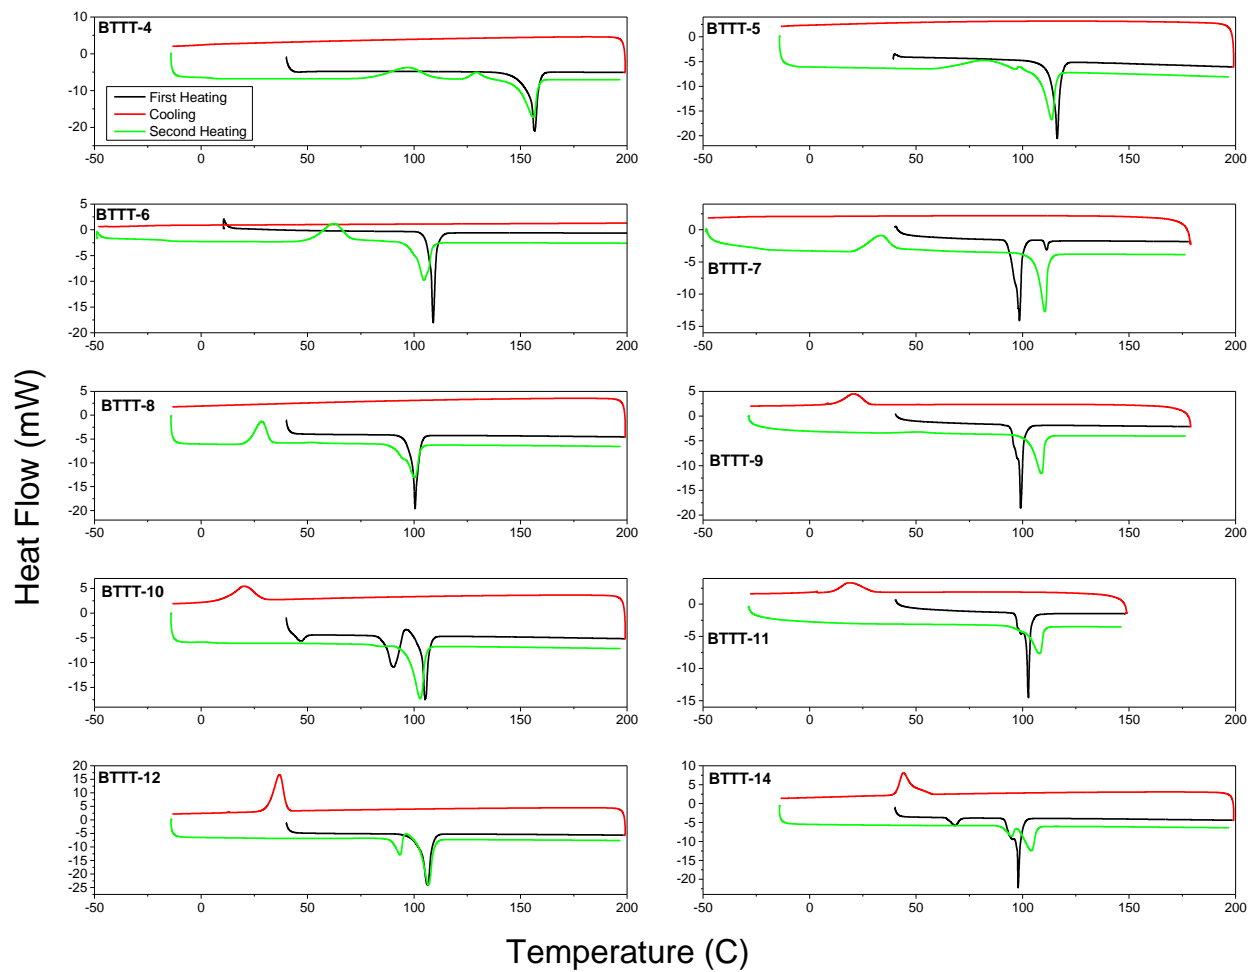 Heat Flow (mW)
BTTT-4
10
0
-10
-20
First Heating
Cooling
Second Heating
-50 0 50 100 150 200
BTTT-5
0
-5
-10
-15
-20
-50 0 50 100 150 200
BTTT-6
5
0
-5
-10
-15
-20
-50 0 50 100 150 200
BTTT-7
5
0
-5
-10
-15
-50 0 50 100 150 200
BTTT-8
5
0
-5
-10
-15
-20
-50 0 50 100 150 200
BTTT-9
5
0
-5
-10
-15
-20
-50 0 50 100 150 200
BTTT-10
5
0
-5
-10
-15
-50 0 50 100 150 200
BTTT-11
0
-5
-10
-15
-50 0 50 100 150 200
BTTT-12
20
15
10
5
0
-5
-10
-15
-20
-25
-50 0 50 100 150 200
BTTT-14
10
5
0
-5
-10
-15
-20
-50 0 50 100 150 200
Temperature (C)